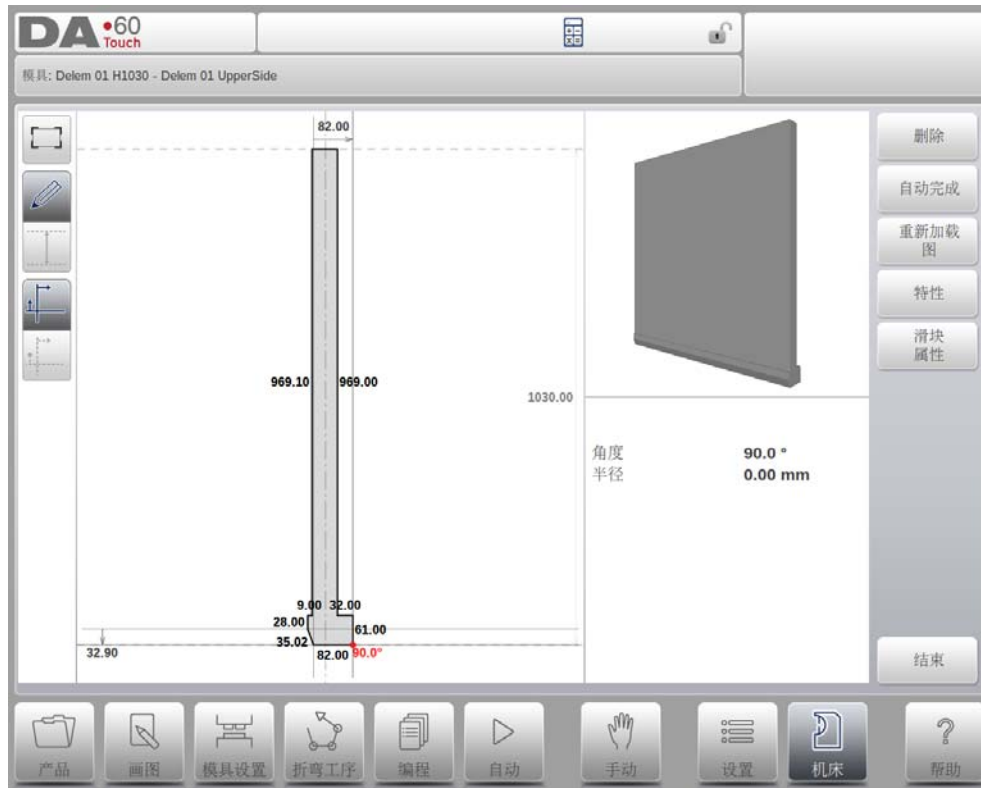 DA•60
Touch
模具: Delem 01 H1030 - Delem 01 UpperSide
82.00
969.10
969.00
1030.00
9.00
32.00
28.00
61.00
35.02
32.90
82.00
90.0°
角度 90.0 °
半径 0.00 mm
删除
自动完成
重新加载
图
特性
滑块
属性
结束
产品
画图
模具设置
折弯工序
编程
自动
手动
设置
机床
帮助